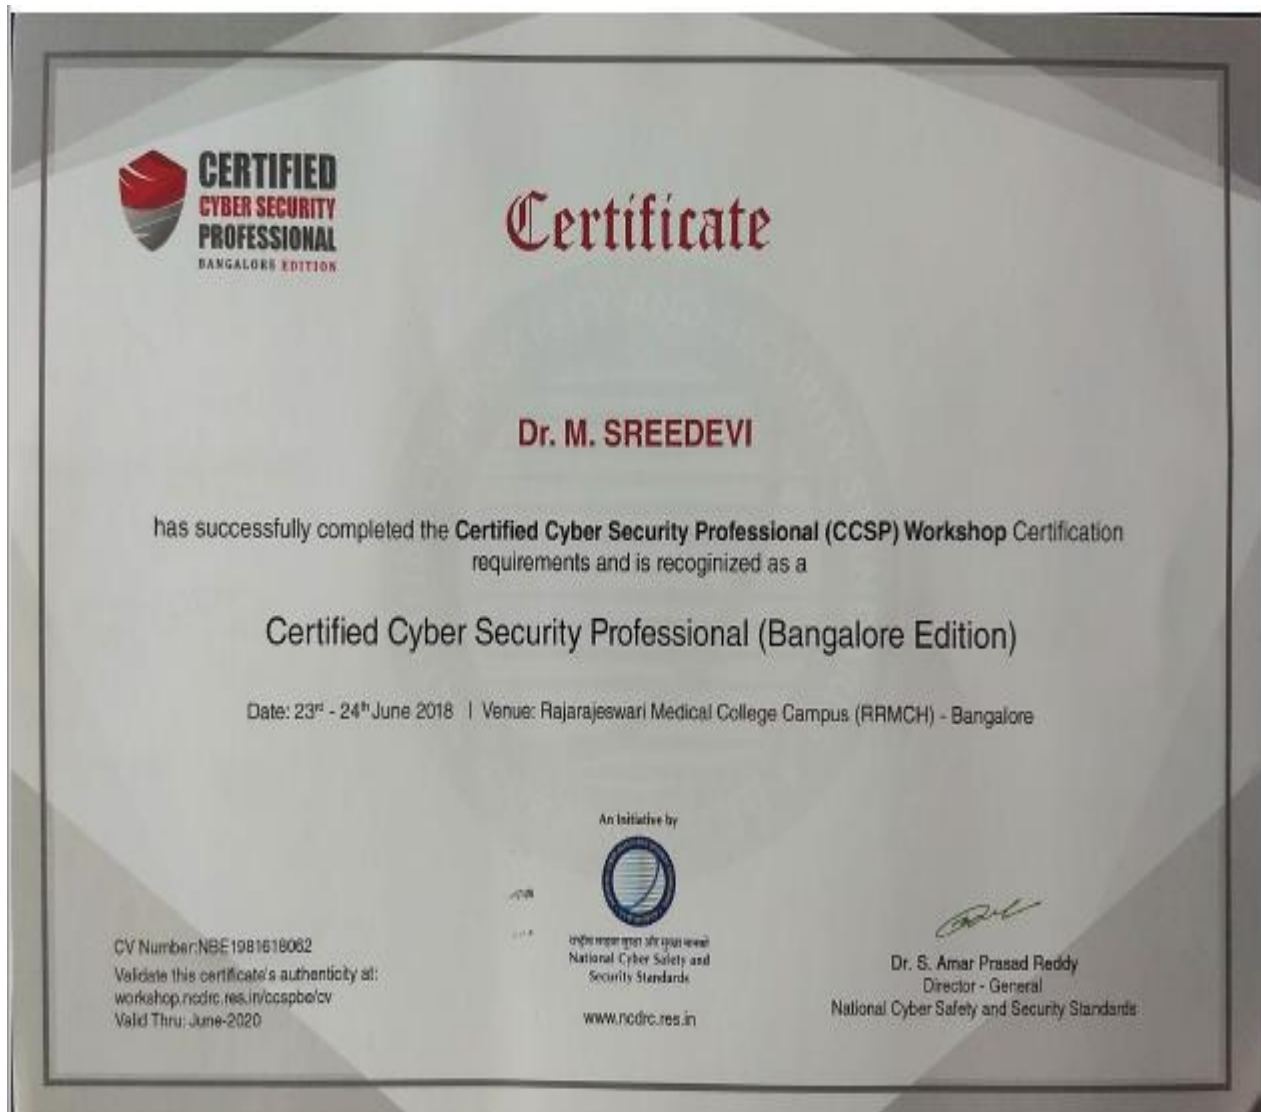 CERTIFIED
CYBER SECURITY
PROFESSIONAL
BANGALORE EDITION
Certificate
Dr. M. SREEDEVI
has successfully completed the Certified Cyber Security Professional (CCSP) Workshop Certification
requirements and is recoginized as a
Certified Cyber Security Professional (Bangalore Edition)
Date: 23rd - 24th June 2018 | Venue: Rajarajeswari Medical College Campus (RRMCH) - Bangalore
An Initiative by
National Cyber Safety and
Security Standards
www.ncdrc.res.in
CV Number:NBE1981618062
Validate this certificate's authenticity at:
workshop.ncdrc.res.in/ccspbe/cv
Valid Thru: June-2020
Dr. S. Amar Prasad Reddy
Director - General
National Cyber Safety and Security Standards